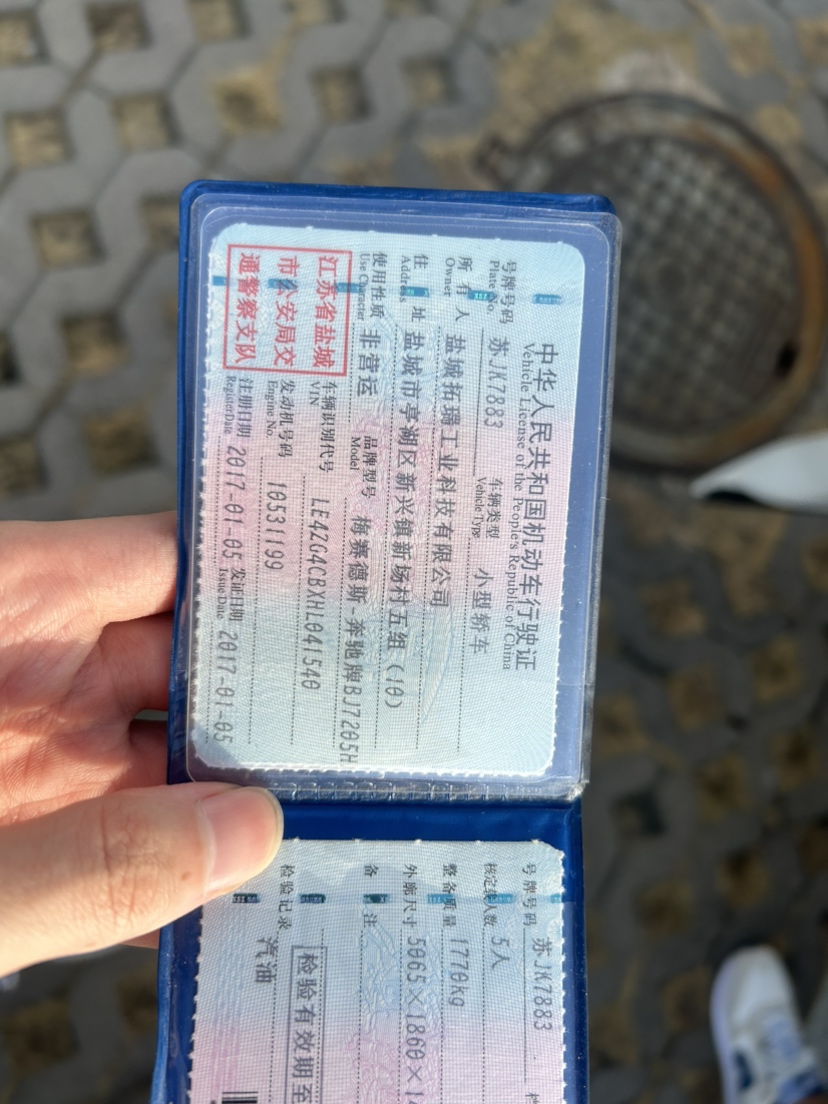 中华人民共和国机动车行驶证
Vehicle License of the People's Republic of China
号牌号码 苏JK7883 车辆类型 小型轿车
Plate No. Vehicle Type
所有人 盐城拓璐工业科技有限公司
Owner
住址 盐城市亭湖区新兴镇新场村五组(10)
Address
使用性质 非营运 品牌型号 梅赛德斯-奔驰牌BJ7205H
Use Character Model
江苏省盐城
市公安局交
通警察支队
车辆识别代号 LE42G4CBXHL041540
VIN
发动机号码 10531199
Engine No.
注册日期 2017-01-05 发证日期 2017-01-05
Register Date Issue Date
号牌号码 苏JK7883
核定载人数 5人
整备质量 1770kg
外廓尺寸 5065×1860×14
备注
检验有效期至
检验记录
汽油